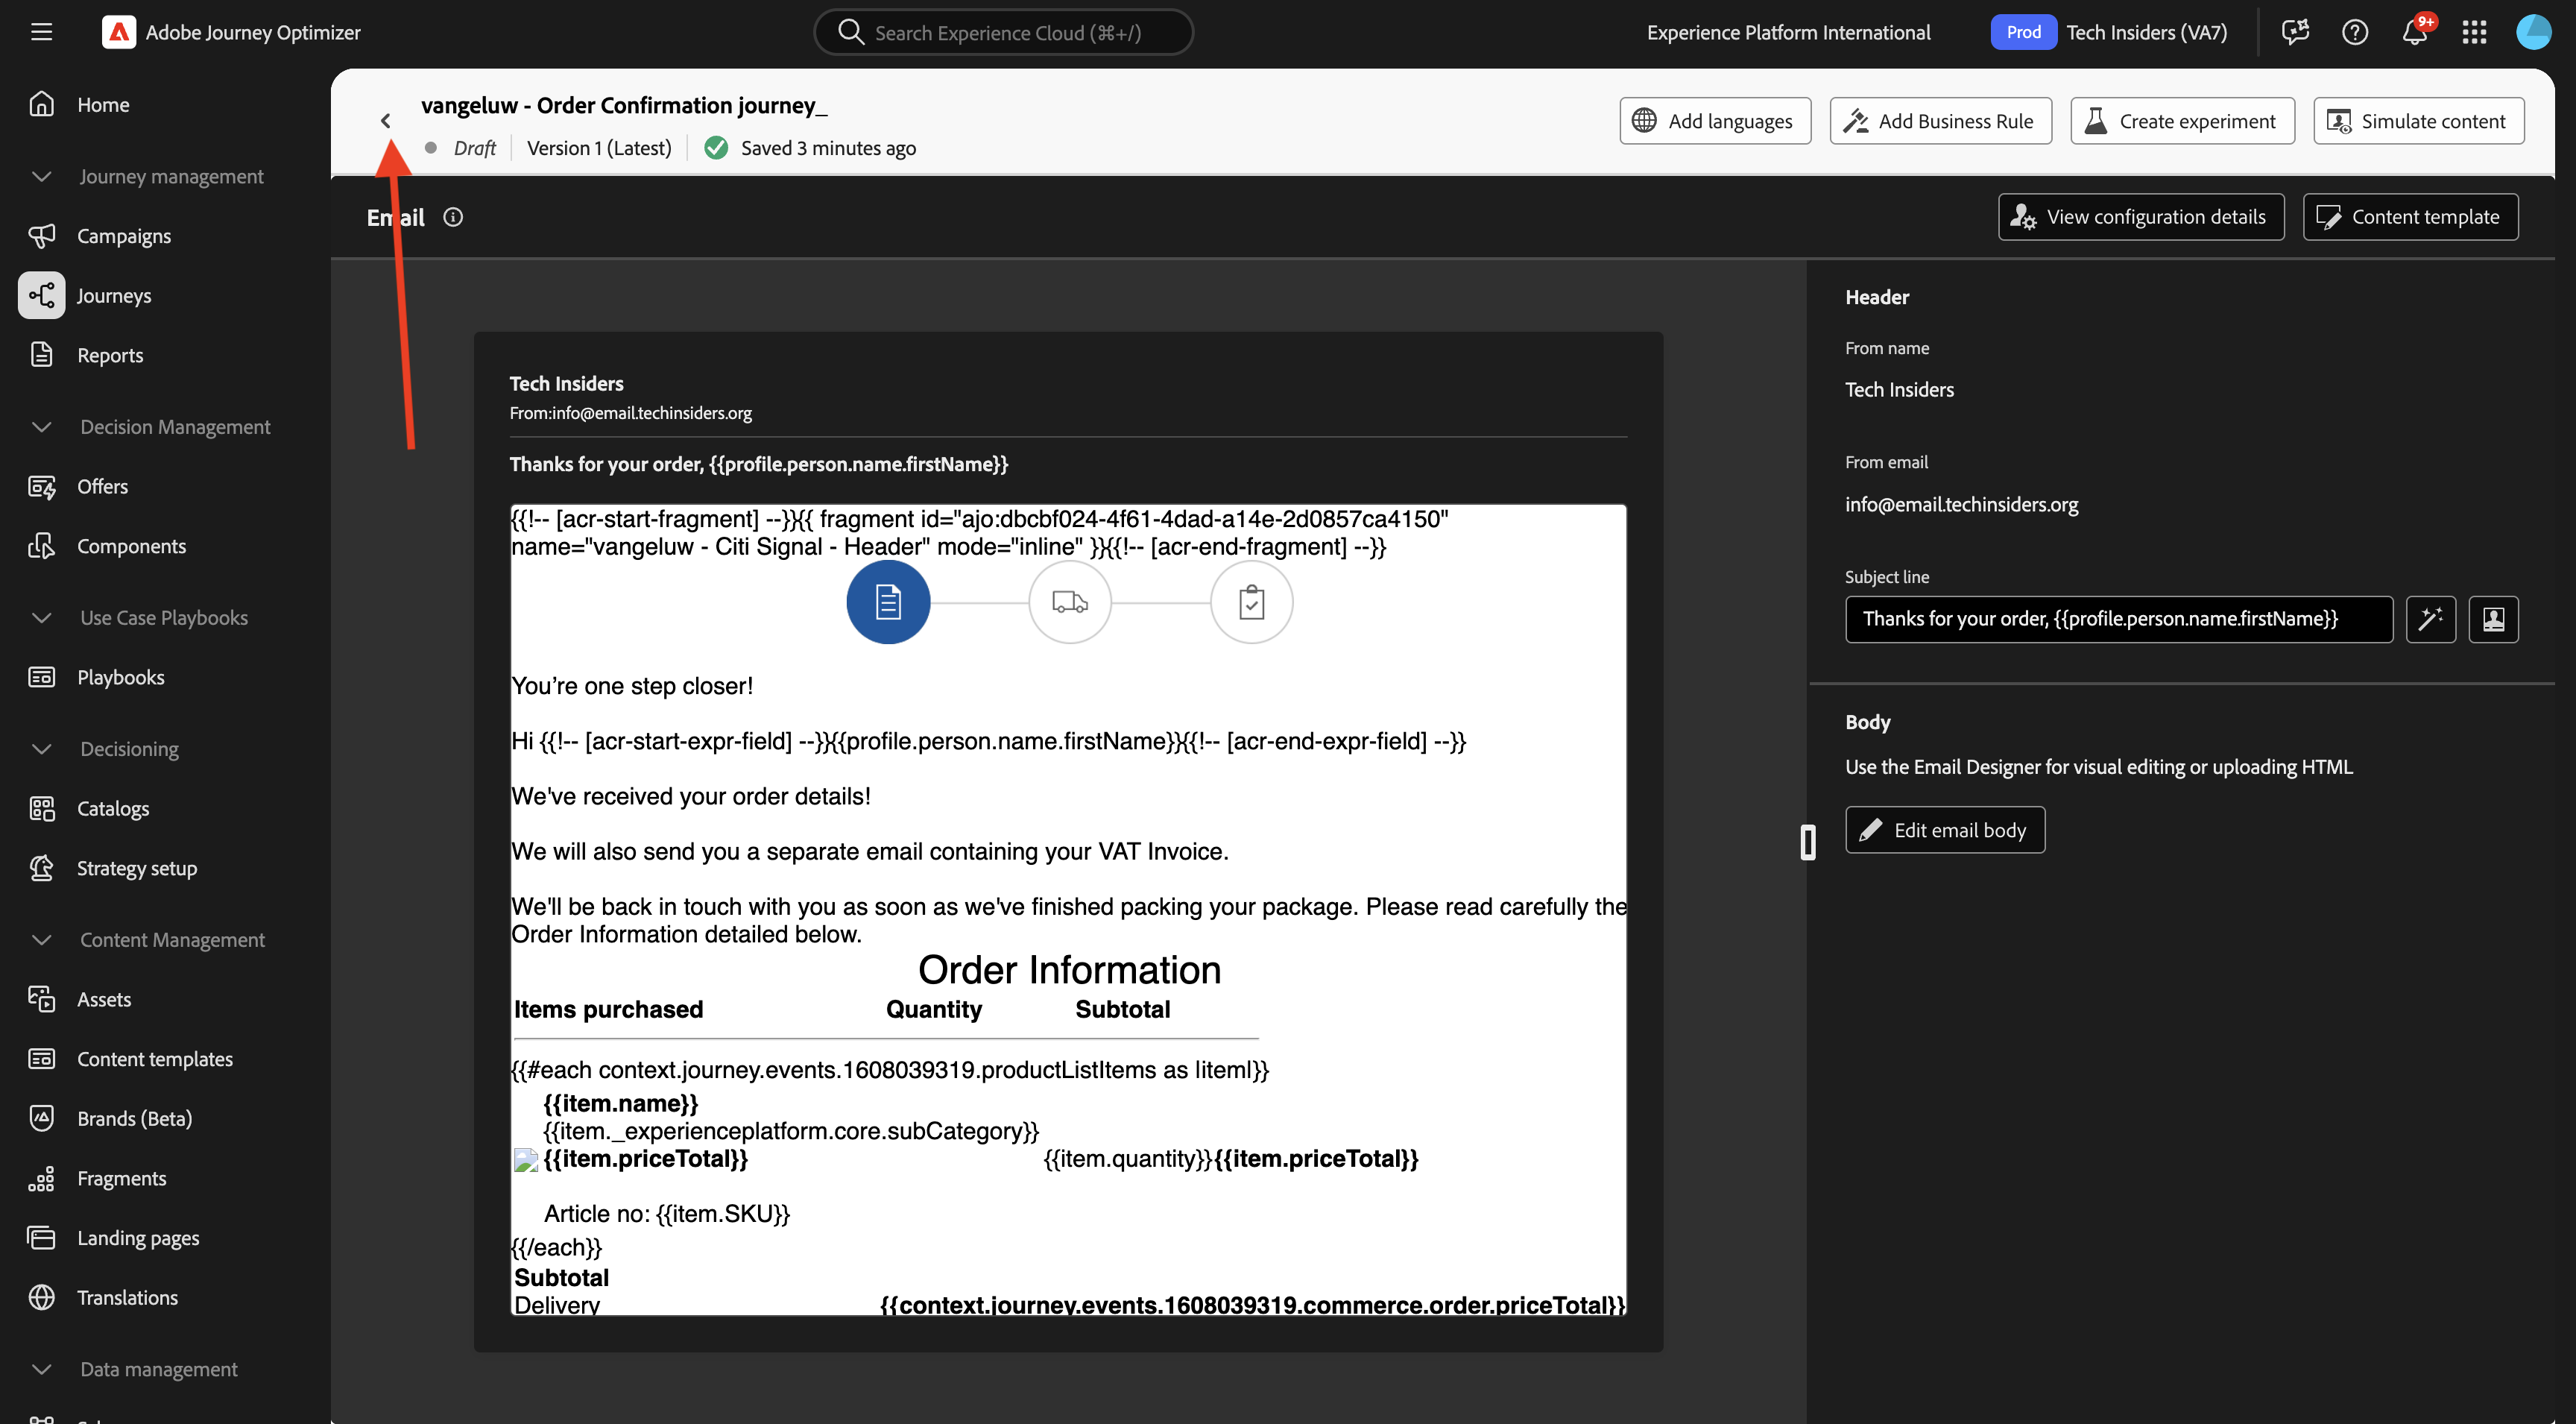 Adobe Journey Optimizer
Search Experience Cloud (⌘+/)
Experience Platform International
Prod
Tech Insiders (VA7)
9+
Home
Journey management
Campaigns
Journeys
Reports
Decision Management
Offers
Components
Use Case Playbooks
Playbooks
Decisioning
Catalogs
Strategy setup
Content Management
Assets
Content templates
Brands (Beta)
Fragments
Landing pages
Translations
Data management
vangeluw - Order Confirmation journey_
Draft
Version 1 (Latest)
Saved 3 minutes ago
Add languages
Add Business Rule
Create experiment
Simulate content
Email
View configuration details
Content template
Tech Insiders
From:info@email.techinsiders.org
Thanks for your order, {{profile.person.name.firstName}}
{{!-- [acr-start-fragment] --}}{{ fragment id="ajo:dbcbf024-4f61-4dad-a14e-2d0857ca4150"
name="vangeluw - Citi Signal - Header" mode="inline" }}{{!-- [acr-end-fragment] --}}
You’re one step closer!
Hi {{!-- [acr-start-expr-field] --}}{{profile.person.name.firstName}}{{!-- [acr-end-expr-field] --}}
We've received your order details!
We will also send you a separate email containing your VAT Invoice.
We'll be back in touch with you as soon as we've finished packing your package. Please read carefully the
Order Information detailed below.
Order Information
Items purchased Quantity Subtotal
{{#each context.journey.events.1608039319.productListItems as |item|}}
{{item.name}}
{{item._experienceplatform.core.subCategory}}
{{item.priceTotal}} {{item.quantity}}{{item.priceTotal}}
Article no: {{item.SKU}}
{{/each}}
Subtotal
Delivery {{context.journey.events.1608039319.commerce.order.priceTotal}}
Header
From name
Tech Insiders
From email
info@email.techinsiders.org
Subject line
Thanks for your order, {{profile.person.name.firstName}}
Body
Use the Email Designer for visual editing or uploading HTML
Edit email body